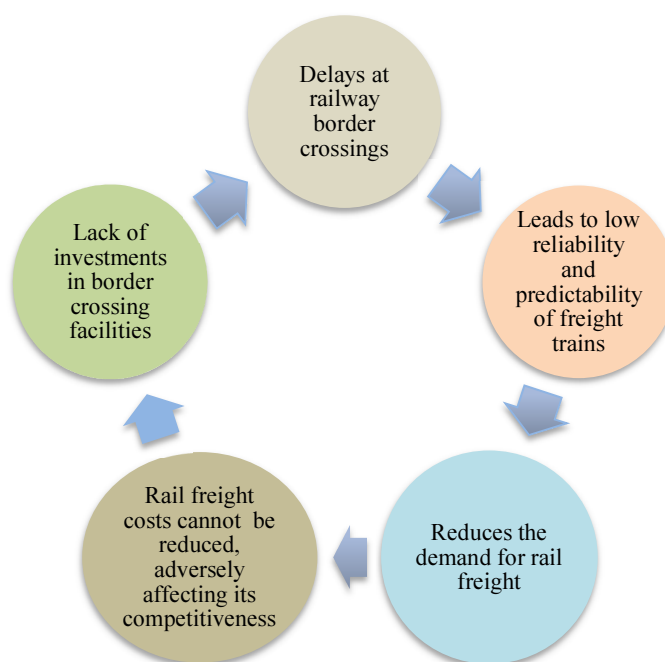 Delays at
railway
border
crossings
Leads to low
reliability
and
predictability
of freight
trains
Reduces the
demand for rail
freight
Rail freight
costs cannot  be
reduced,
adversely
affecting its
competitiveness
Lack of
investments
in border
crossing
facilities